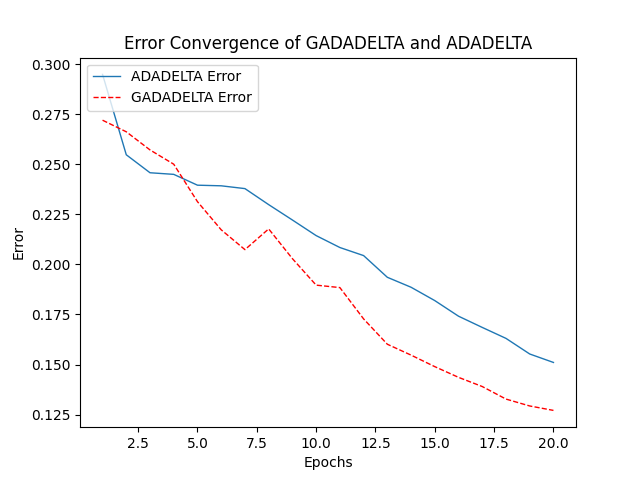 Error Convergence of GADADELTA and ADADELTA
ADADELTA Error
GADADELTA Error
0.300
0.275
0.250
0.225
0.200
0.175
0.150
0.125
Error
2.5 5.0 7.5 10.0 12.5 15.0 17.5 20.0
Epochs